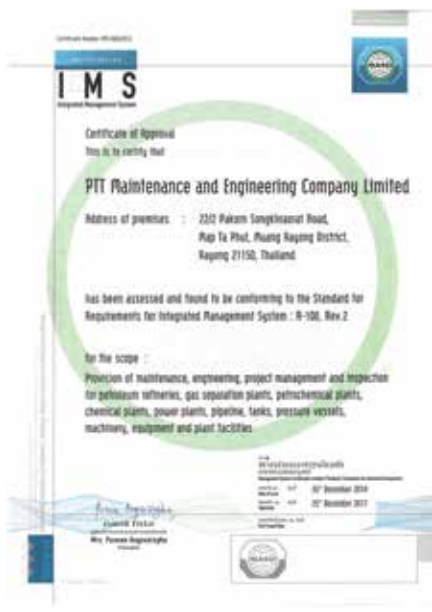 IMS
Integrated Management System
Certificate of Approval
This is to certify that
PTT Maintenance and Engineering Company Limited
Address of premises : 22/2 Pakorn Songkhraorat Road,
Map Ta Phut, Muang Rayong District,
Rayong 21150, Thailand
has been assessed and found to be conforming to the Standard for
Requirements for Integrated Management System : R-100, Rev.2
for the scope :
Provision of maintenance, engineering, project management and inspection
for petroleum refineries, gas separation plants, petrochemical plants,
chemical plants, power plants, pipeline, tanks, pressure vessels,
machinery, equipment and plant facilities
December 2014
December 2017